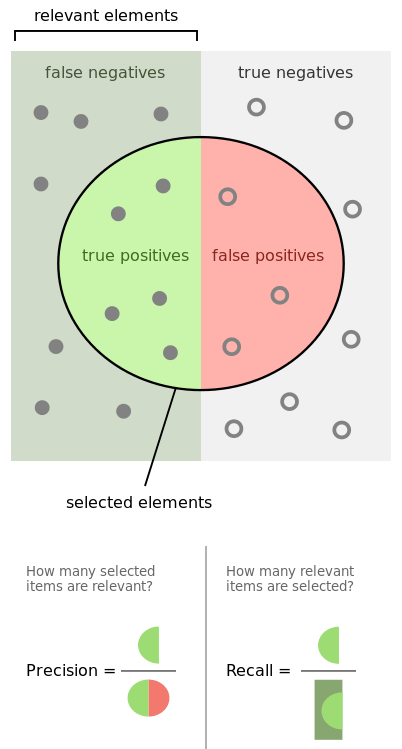 relevant elements
false negatives
true negatives
true positives
false positives
selected elements
How many selected
items are relevant?
How many relevant
items are selected?
Precision =
Recall =